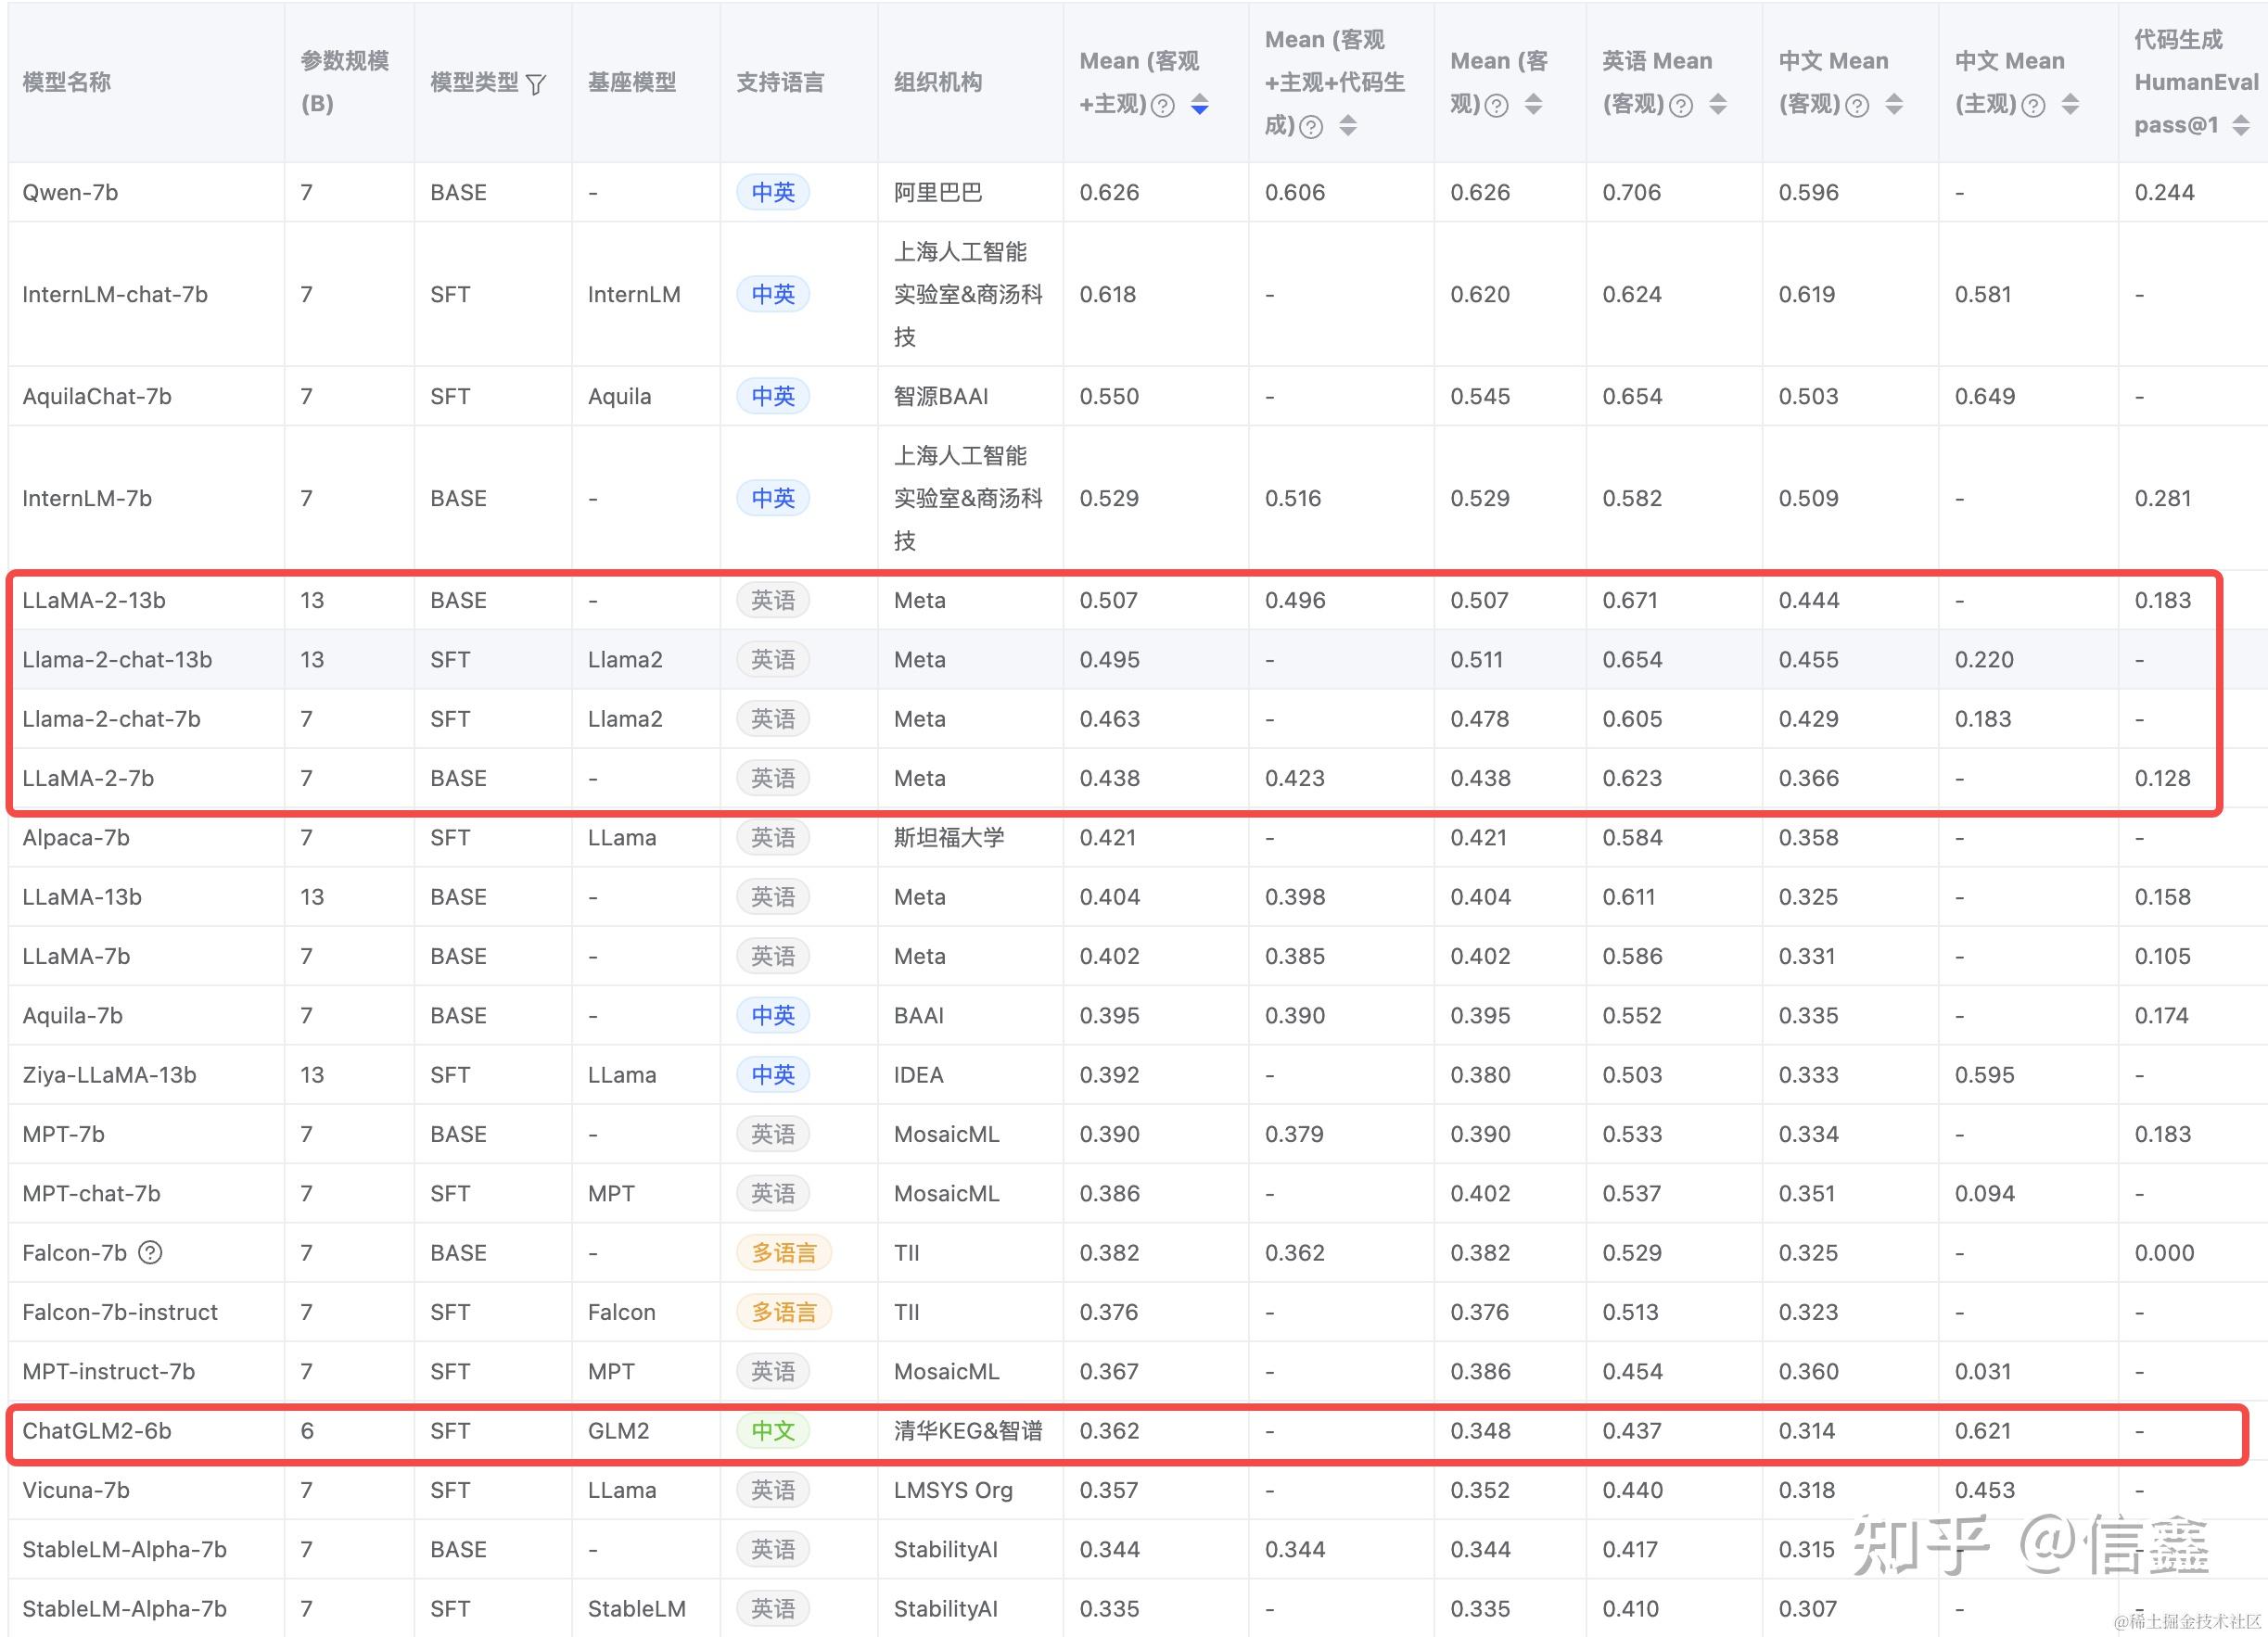 模型名称 参数规模 (B) 模型类型 基座模型 支持语言 组织机构 Mean (客观+主观) Mean (客观+主观+代码生成) Mean (客观) 英语 Mean (客观) 中文 Mean (客观) 中文 Mean (主观) 代码生成 HumanEval pass@1
Qwen-7b 7 BASE - 中英 阿里巴巴 0.626 0.606 0.626 0.706 0.596 - 0.244
InternLM-chat-7b 7 SFT InternLM 中英 上海人工智能实验室&商汤科技 0.618 - 0.620 0.624 0.619 0.581 -
AquilaChat-7b 7 SFT Aquila 中英 智源BAAI 0.550 - 0.545 0.654 0.503 0.649 -
InternLM-7b 7 BASE - 中英 上海人工智能实验室&商汤科技 0.529 0.516 0.529 0.582 0.509 - 0.281
LLaMA-2-13b 13 BASE - 英语 Meta 0.507 0.496 0.507 0.671 0.444 - 0.183
Llama-2-chat-13b 13 SFT Llama2 英语 Meta 0.495 - 0.511 0.654 0.455 0.220 -
Llama-2-chat-7b 7 SFT Llama2 英语 Meta 0.463 - 0.478 0.605 0.429 0.183 -
LLaMA-2-7b 7 BASE - 英语 Meta 0.438 0.423 0.438 0.623 0.366 - 0.128
Alpaca-7b 7 SFT LLama 英语 斯坦福大学 0.421 - 0.421 0.584 0.358 - -
LLaMA-13b 13 BASE - 英语 Meta 0.404 0.398 0.404 0.611 0.325 - 0.158
LLaMA-7b 7 BASE - 英语 Meta 0.402 0.385 0.402 0.586 0.331 - 0.105
Aquila-7b 7 BASE - 中英 BAAI 0.395 0.390 0.395 0.552 0.335 - 0.174
Ziya-LLaMA-13b 13 SFT LLama 中英 IDEA 0.392 - 0.380 0.503 0.333 0.595 -
MPT-7b 7 BASE - 英语 MosaicML 0.390 0.379 0.390 0.533 0.334 - 0.183
MPT-chat-7b 7 SFT MPT 英语 MosaicML 0.386 - 0.402 0.537 0.351 0.094 -
Falcon-7b 7 BASE - 多语言 TII 0.382 0.362 0.382 0.529 0.325 - 0.000
Falcon-7b-instruct 7 SFT Falcon 多语言 TII 0.376 - 0.376 0.513 0.323 - -
MPT-instruct-7b 7 SFT MPT 英语 MosaicML 0.367 - 0.386 0.454 0.360 0.031 -
ChatGLM2-6b 6 SFT GLM2 中文 清华KEG&智谱 0.362 - 0.348 0.437 0.314 0.621 -
Vicuna-7b 7 SFT LLama 英语 LMSYS Org 0.357 - 0.352 0.440 0.318 0.453 -
StableLM-Alpha-7b 7 BASE - 英语 StabilityAI 0.344 0.344 0.344 0.417 0.315 - -
StableLM-Alpha-7b 7 SFT StableLM 英语 StabilityAI 0.335 - 0.335 0.410 0.307 - -
知乎 @信鑫
@稀土掘金技术社区